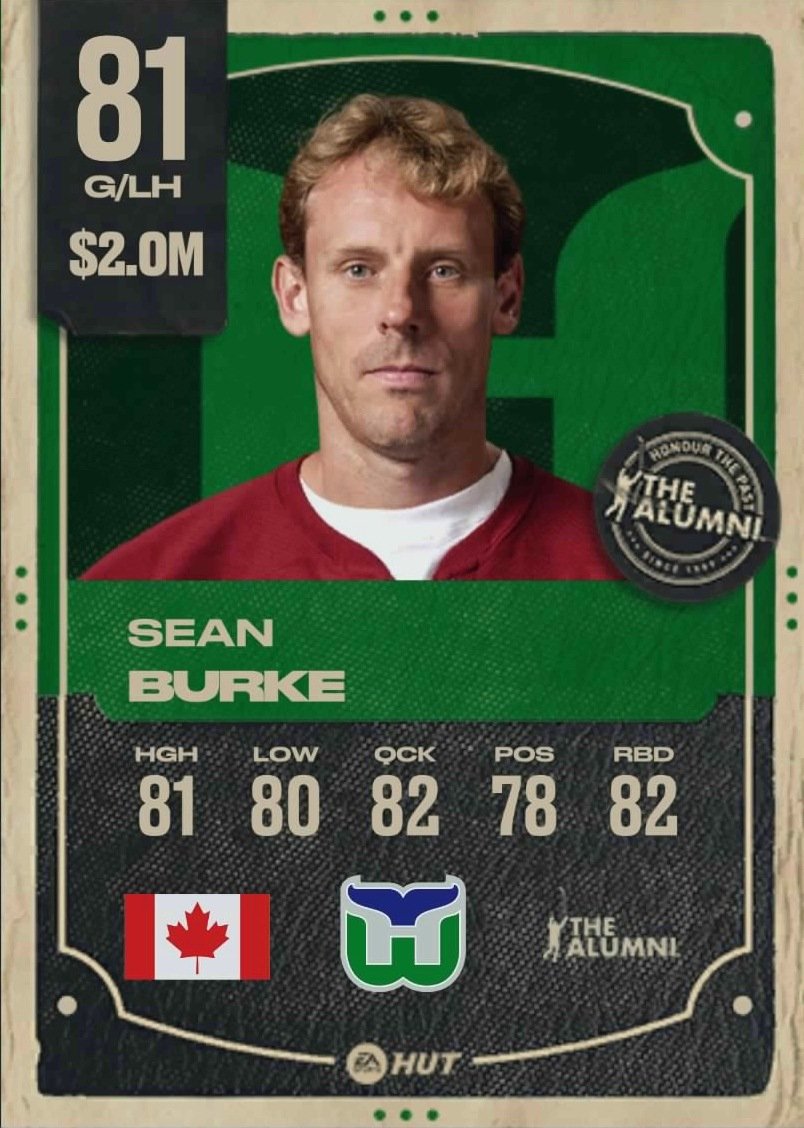 81
G/LH
$2.0M
HONOUR THE PAST
THE
ALUMNI
SEAN
BURKE
HGH LOW QCK POS RBD
81 80 82 78 82
THE
ALUMNI
EA
HUT